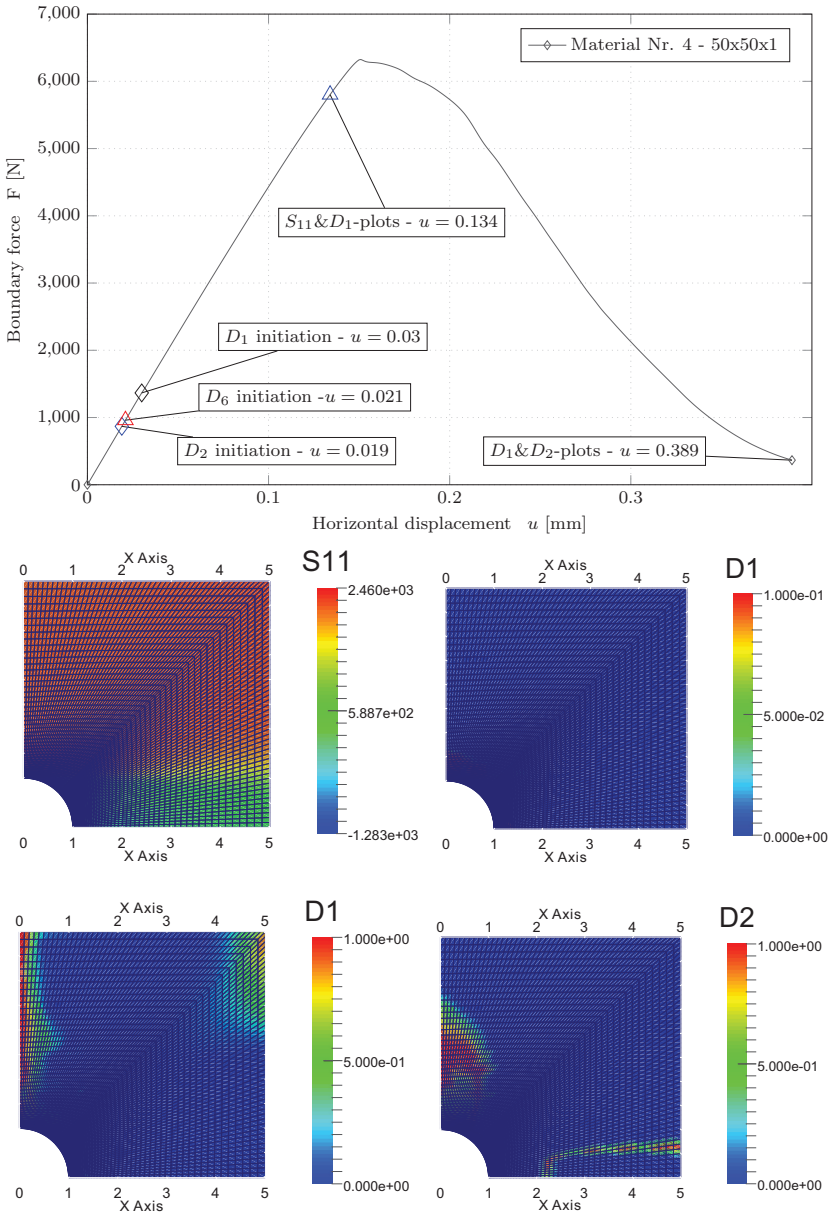 7,000
6,000
5,000
4,000
3,000
2,000
1,000
0
Boundary force F [N]
Material Nr. 4 - 50x50x1
S11&D1-plots - u = 0.134
D1 initiation - u = 0.03
D6 initiation -u = 0.021
D2 initiation - u = 0.019
D1&D2-plots - u = 0.389
0 0.1 0.2 0.3
Horizontal displacement u [mm]
X Axis
0 1 2 3 4 5
S11
2.460e+03
5.887e+02
-1.283e+03
0 1 2 3 4 5
X Axis
X Axis
0 1 2 3 4 5
D1
1.000e-01
5.000e-02
0.000e+00
0 1 2 3 4 5
X Axis
X Axis
0 1 2 3 4 5
D1
1.000e+00
5.000e-01
0.000e+00
0 1 2 3 4 5
X Axis
X Axis
0 1 2 3 4 5
D2
1.000e+00
5.000e-01
0.000e+00
0 1 2 3 4 5
X Axis